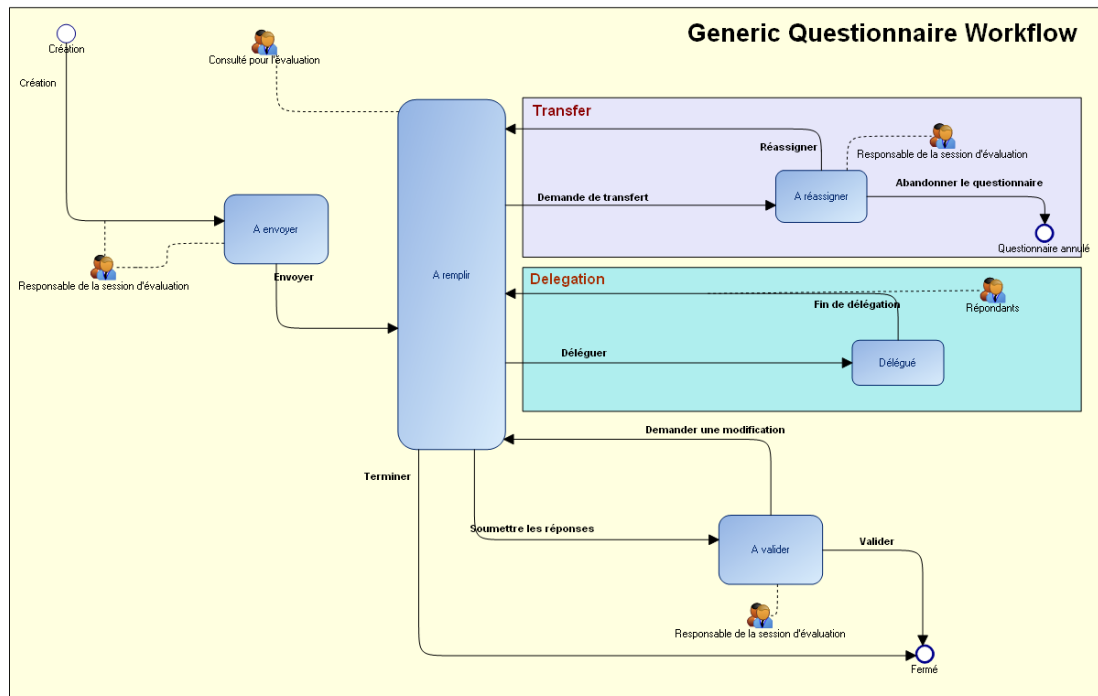 Generic Questionnaire Workflow
Création
Création
Consulté pour l'évaluation
Transfer
Réassigner
Responsable de la session d'évaluation
A réassigner
Abandonner le questionnaire
Demande de transfert
Questionnaire annulé
A envoyer
Envoyer
Responsable de la session d'évaluation
A remplir
Delegation
Fin de délégation
Répondants
Déléguer
Délégué
Demander une modification
Terminer
Soumettre les réponses
A valider
Valider
Responsable de la session d'évaluation
Fermé